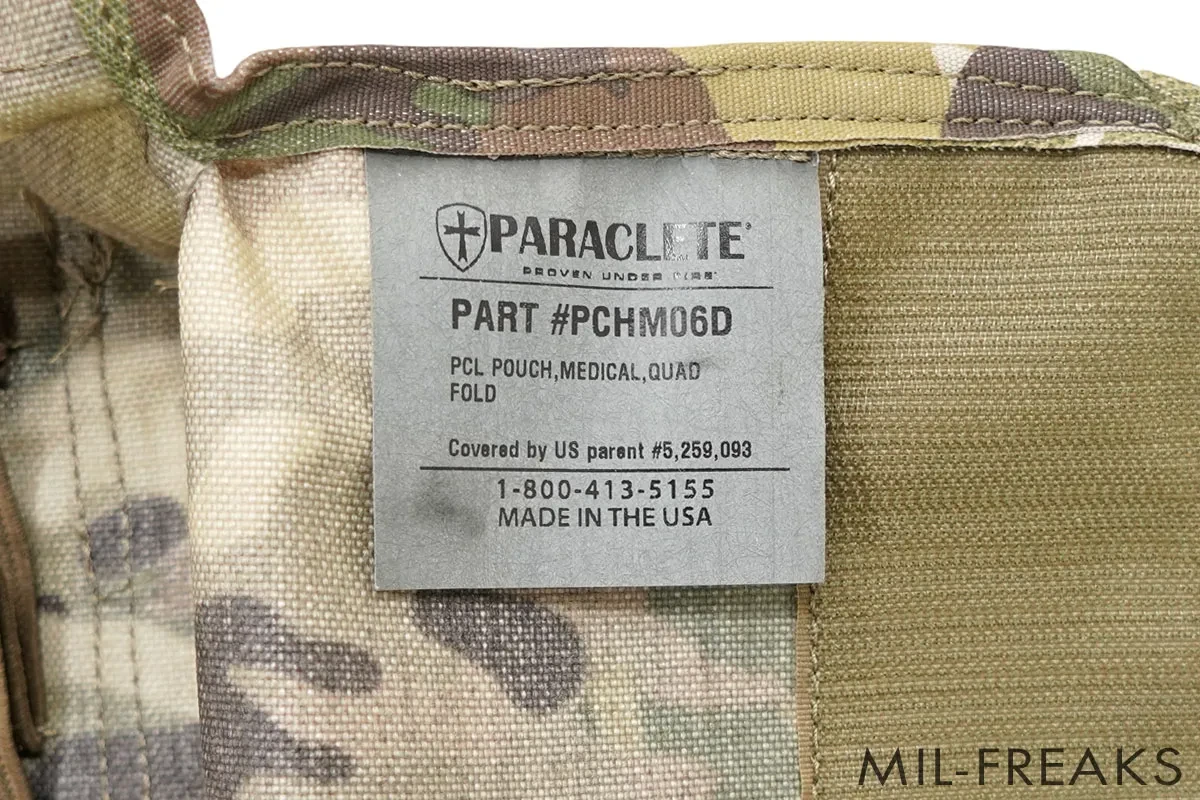 PARACLETE®
PROVEN UNDER FIRE®
PART #PCHM06D
PCL POUCH,MEDICAL,QUAD
FOLD
Covered by US parent #5,259,093
1-800-413-5155
MADE IN THE USA
MIL-FREAKS